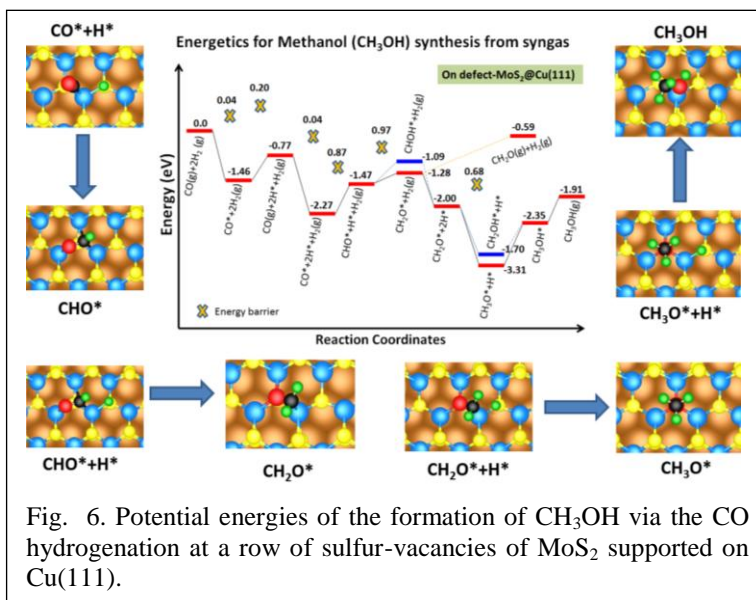 CO*+H*
CHO*
Energetics for Methanol (CH₃OH) synthesis from syngas
On defect-MoS₂@Cu(111)
Energy (eV)
0.0
CO(g)+2H₂ (g)
0.04
-1.46
CO*+2H₂(g)
0.20
-0.77
CO(g)+2H*+H₂(g)
0.04
-2.27
CO*+2H*+H₂(g)
0.87
-1.47
CHO*+H*+H₂(g)
0.97
CHOH*+H₂(g)
-1.09
-1.28
CH₂O*+H₂(g)
-0.59
CH₂O(g)+H₂(g)
-2.00
CH₂O*+2H*
0.68
CH₂OH*+H*
-1.70
-3.31
CH₃O*+H*
-2.35
CH₃OH*
-1.91
CH₃OH(g)
Energy barrier
Reaction Coordinates
CH₃OH
CH₃O*+H*
CHO*+H*
CH₂O*
CH₂O*+H*
CH₃O*
Fig. 6. Potential energies of the formation of CH₃OH via the CO
hydrogenation at a row of sulfur-vacancies of MoS₂ supported on
Cu(111).